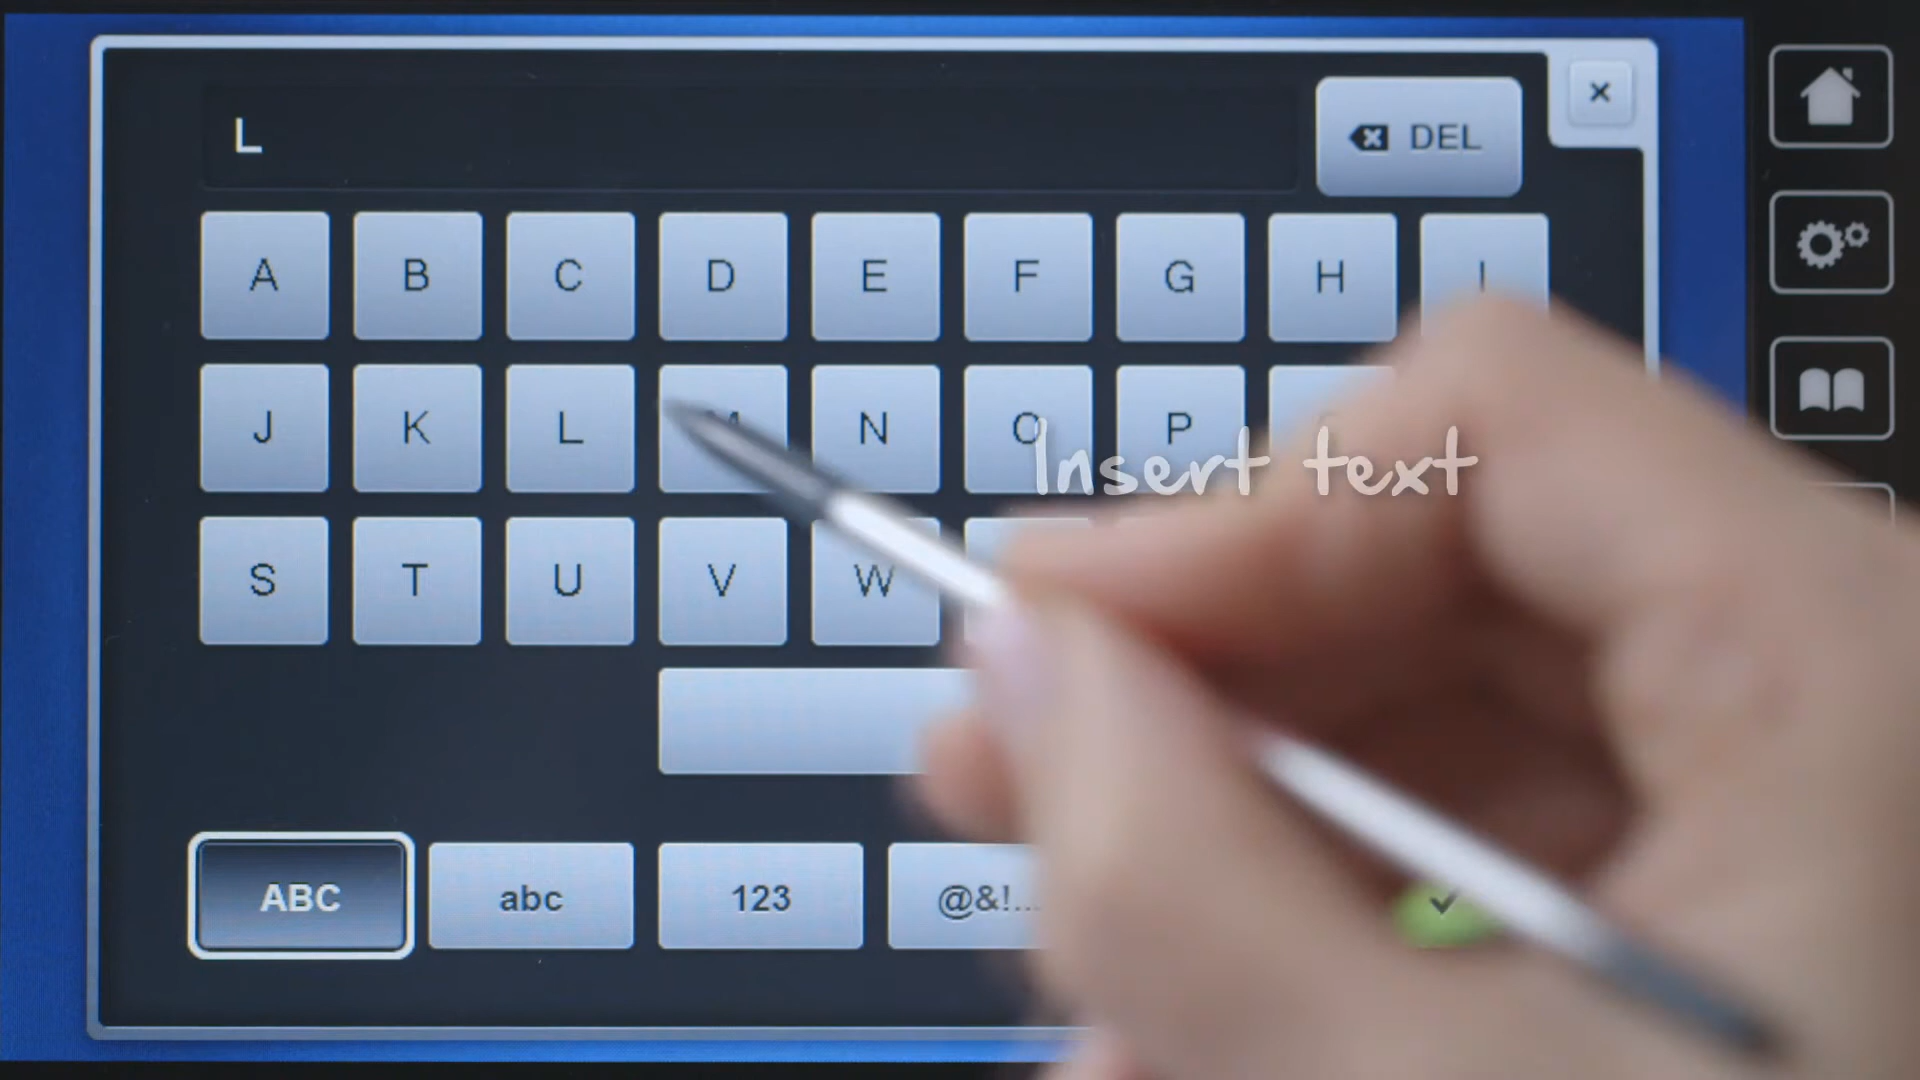 L
DEL
A B C D E F G H I
J K L M N O P
Insert text
S T U V W
ABC abc 123 @&!...